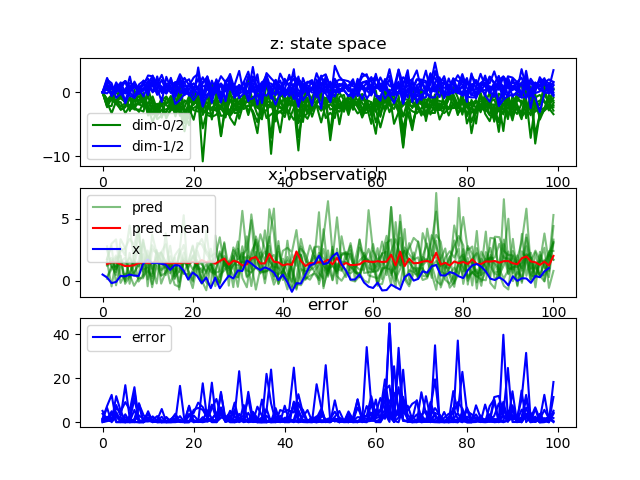 z: state space
0
−10
dim-0/2
dim-1/2
0 20 40 60 80 100
x: observation
5
0
pred
pred_mean
x
0 20 40 60 80 100
error
40
20
0
error
0 20 40 60 80 100